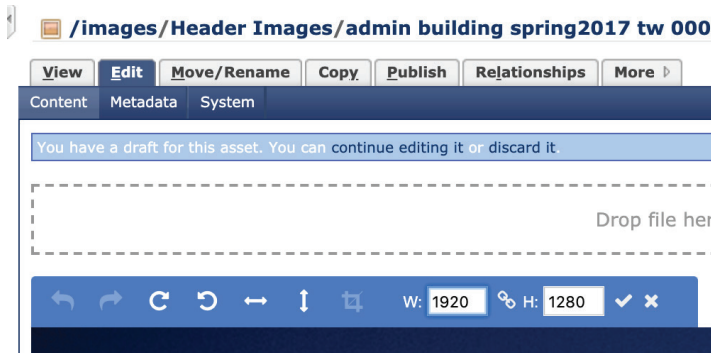 /images/Header Images/admin building spring2017 tw 000
View Edit Move/Rename Copy Publish Relationships More
Content Metadata System
You have a draft for this asset. You can continue editing it or discard it.
Drop file her
W: 1920 H: 1280